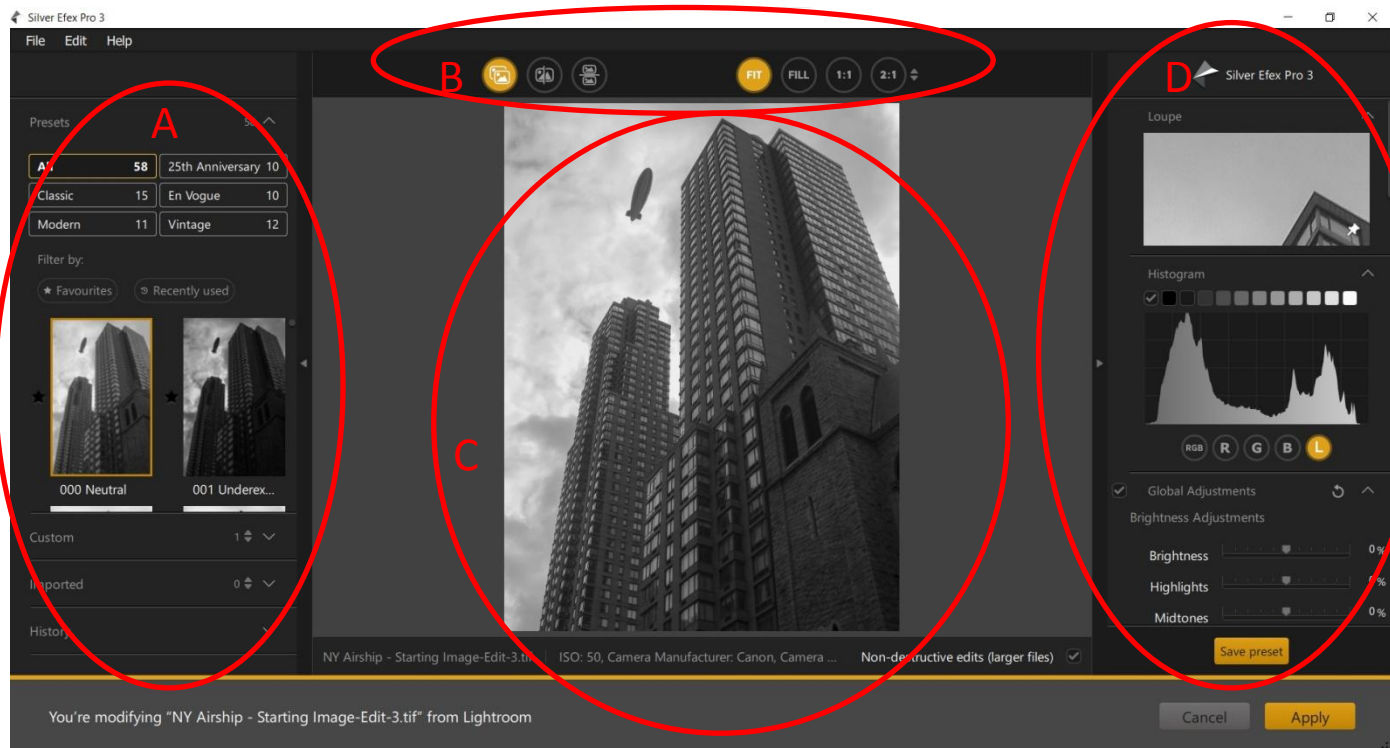 Silver Efex Pro 3
File Edit Help
B
FIT FILL 1:1 2:1
D
Silver Efex Pro 3
A
Presets 58
All 58 25th Anniversary 10
Classic 15 En Vogue 10
Modern 11 Vintage 12
Filter by:
Favourites Recently used
000 Neutral 001 Underex...
Custom 1
Imported 0
History
C
NY Airship - Starting Image-Edit-3.tif ISO: 50, Camera Manufacturer: Canon, Camera ... Non-destructive edits (larger files)
Loupe
Histogram
RGB R G B L
Global Adjustments
Brightness Adjustments
Brightness 0%
Highlights 0%
Midtones 0%
Save preset
You're modifying “NY Airship - Starting Image-Edit-3.tif” from Lightroom
Cancel Apply